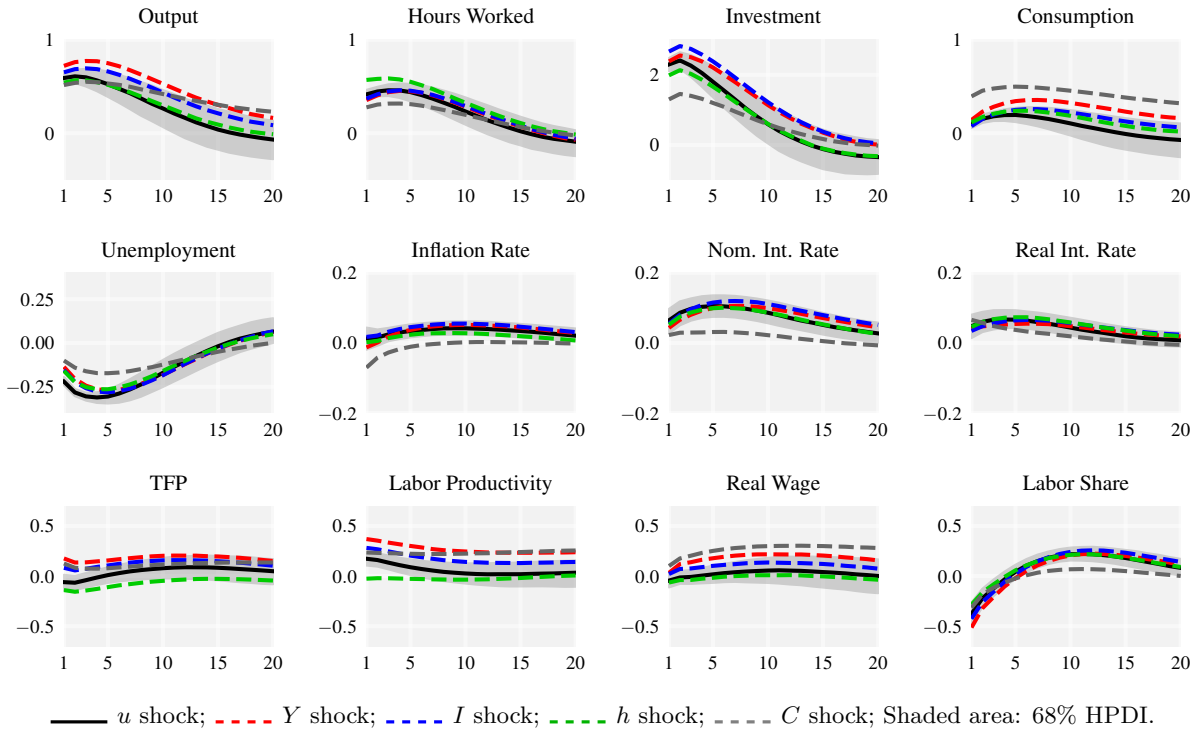 Output Hours Worked Investment Consumption
1 1 2 1
0 0 0 0
1 5 10 15 20 1 5 10 15 20 1 5 10 15 20 1 5 10 15 20
Unemployment Inflation Rate Nom. Int. Rate Real Int. Rate
0.25 0.2 0.2 0.2
0.00 0.0 0.0 0.0
−0.25 −0.2 −0.2 −0.2
1 5 10 15 20 1 5 10 15 20 1 5 10 15 20 1 5 10 15 20
TFP Labor Productivity Real Wage Labor Share
0.5 0.5 0.5 0.5
0.0 0.0 0.0 0.0
−0.5 −0.5 −0.5 −0.5
1 5 10 15 20 1 5 10 15 20 1 5 10 15 20 1 5 10 15 20
u shock; Y shock; I shock; h shock; C shock; Shaded area: 68% HPDI.